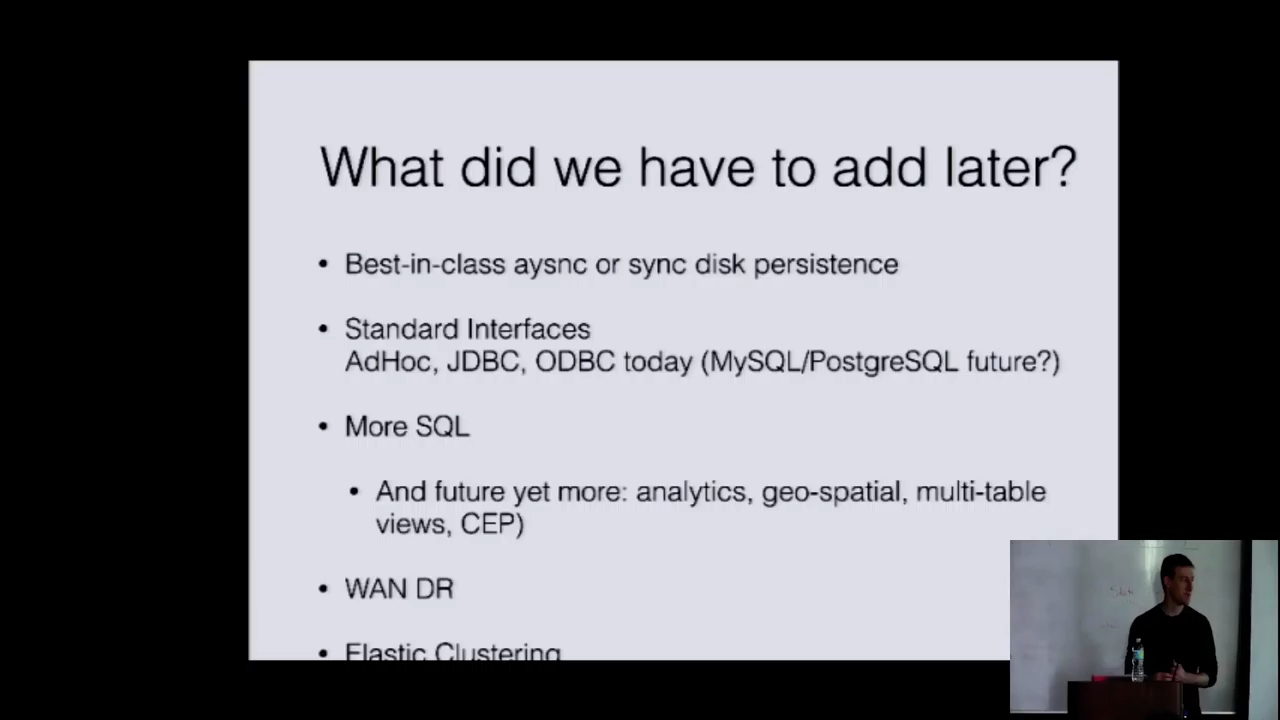 What did we have to add later?
• Best-in-class aysnc or sync disk persistence
• Standard Interfaces
AdHoc, JDBC, ODBC today (MySQL/PostgreSQL future?)
• More SQL
• And future yet more: analytics, geo-spatial, multi-table
views, CEP)
• WAN DR
• Elastic Clustering